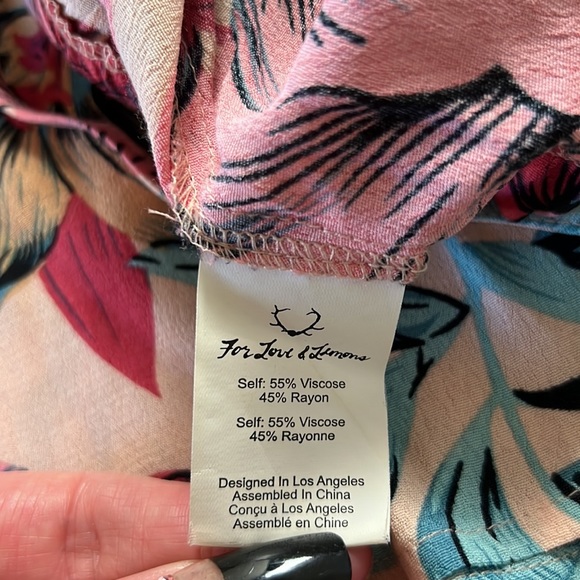 For Love & Lemons
Self: 55% Viscose
45% Rayon
Self: 55% Viscose
45% Rayonne
Designed In Los Angeles
Assembled In China
Conçu à Los Angeles
Assemblé en Chine